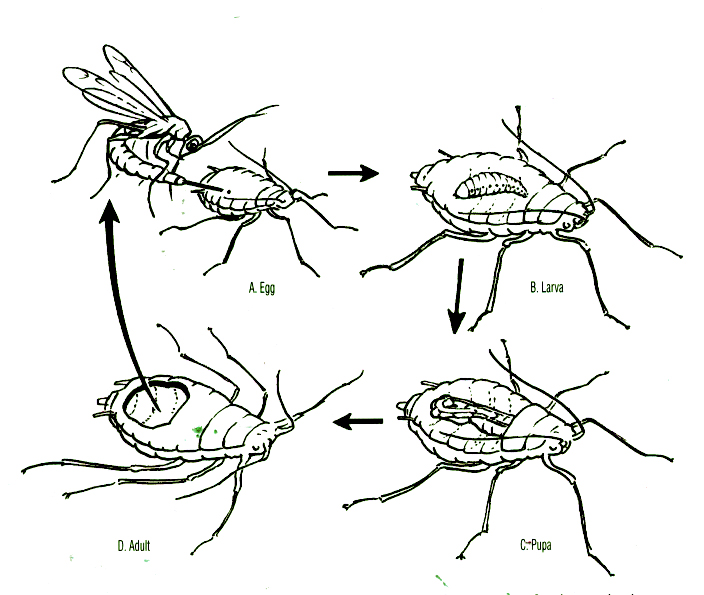 A. Egg
B. Larva
D. Adult
C. Pupa